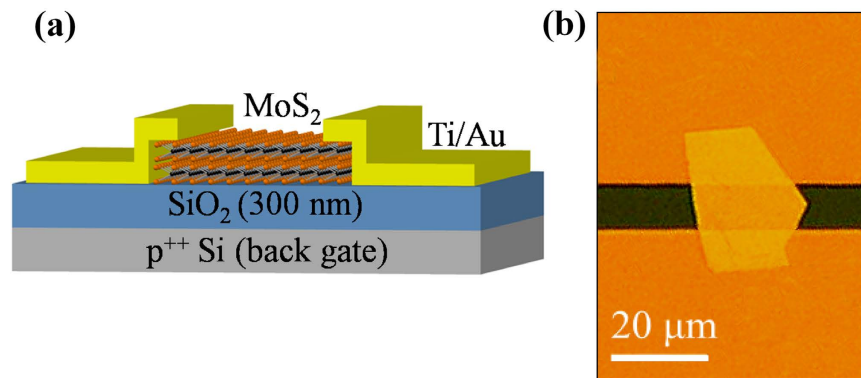 (a)
MoS₂
Ti/Au
SiO₂ (300 nm)
p⁺⁺ Si (back gate)
(b)
20 μm